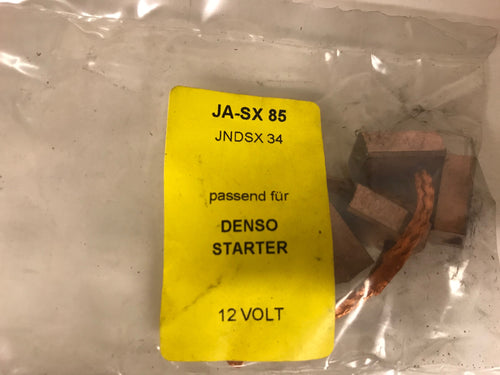 JA-SX 85
JNDSX 34
passend für
DENSO
STARTER
12 VOLT